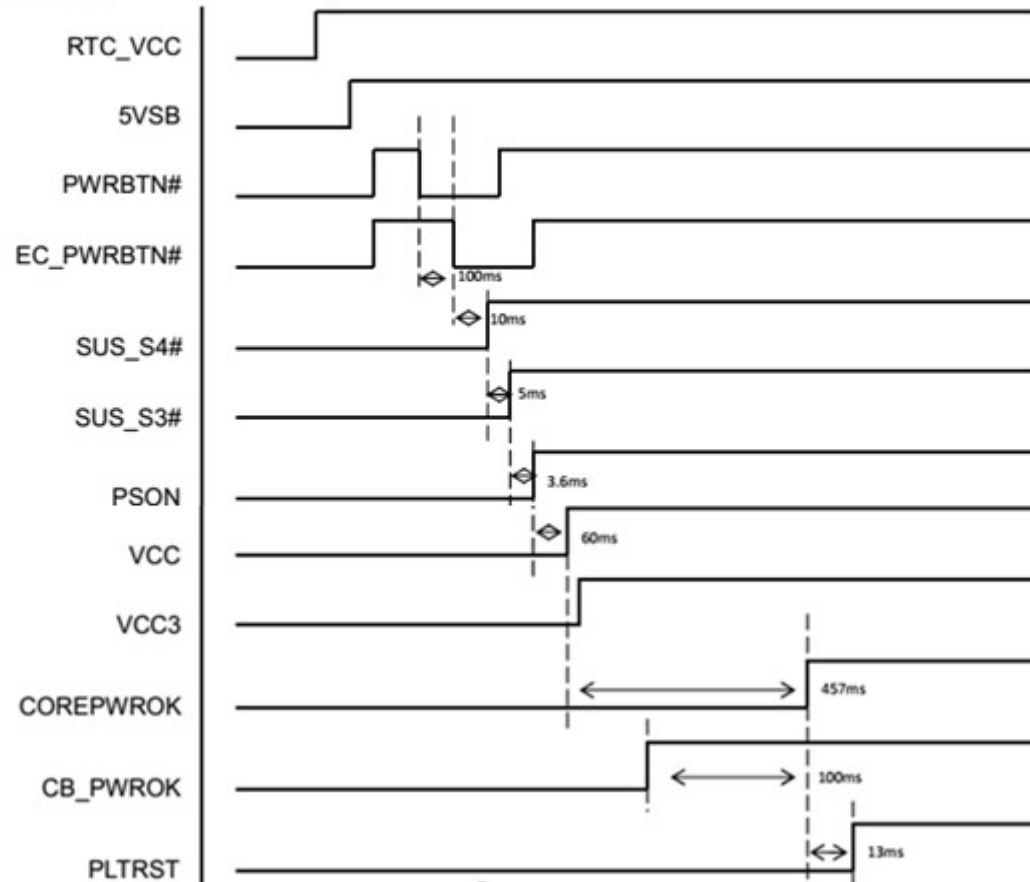 RTC_VCC
5VSB
PWRBTN#
EC_PWRBTN#
100ms
10ms
SUS_S4#
5ms
SUS_S3#
3.6ms
PSON
60ms
VCC
VCC3
457ms
COREPWROK
100ms
CB_PWROK
13ms
PLTRST